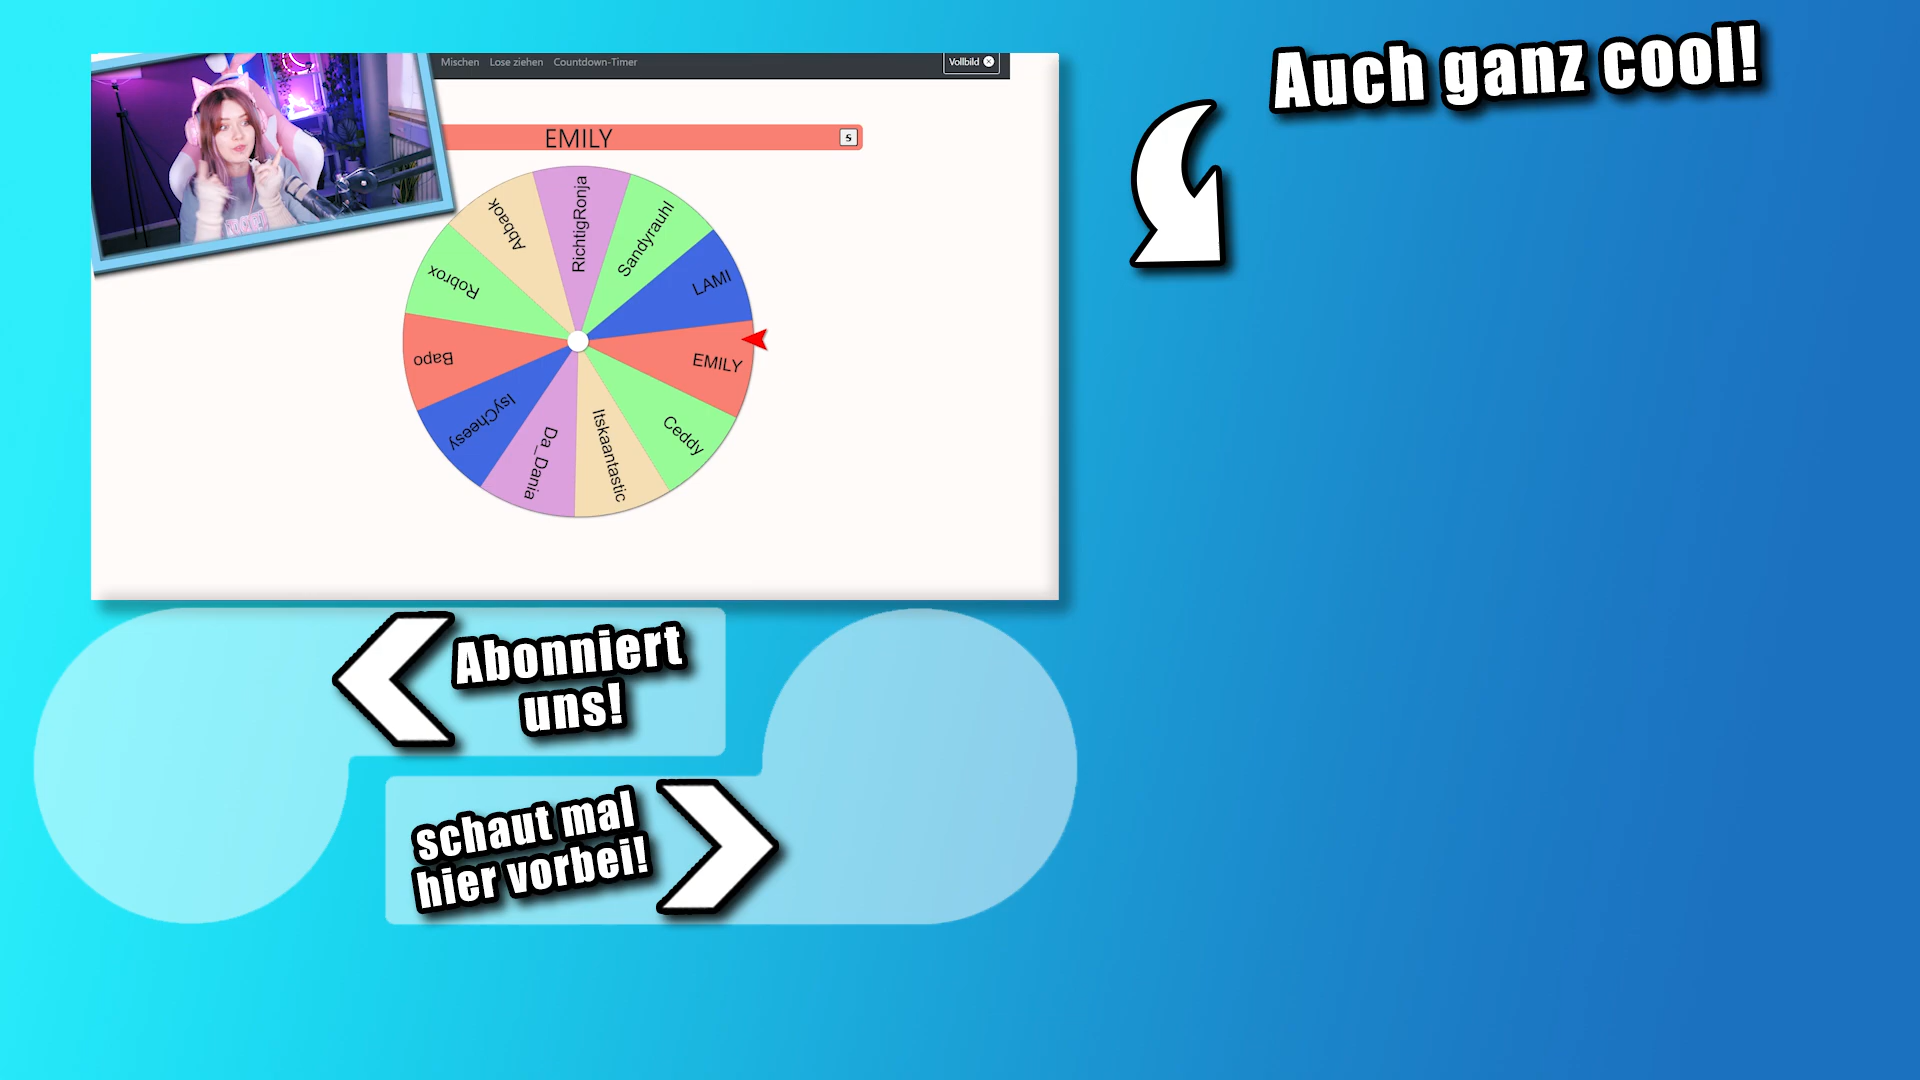 Auch ganz cool!
Mischen Lose ziehen Countdown-Timer Vollbild
EMILY
S
RichtigRonja
Sandyrauhl
LAMI
EMILY
Ceddy
Itskaantastic
Da_Dania
IsyCheesy
Bapo
Robrox
Abbaok
Abonniert
uns!
schaut mal
hier vorbei!